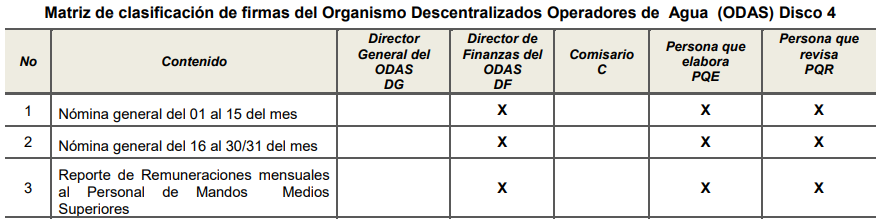 Matriz de clasificación de firmas del Organismo Descentralizados Operadores de Agua (ODAS) Disco 4
No
Contenido
Director
General del
ODAS
DG
Director de
Finanzas del
ODAS
DF
Comisario
C
Persona que
elabora
PQE
Persona que
revisa
PQR
1 Nómina general del 01 al 15 del mes X X X
2 Nómina general del 16 al 30/31 del mes X X X
3 Reporte de Remuneraciones mensuales
al Personal de Mandos Medios
Superiores
X X X